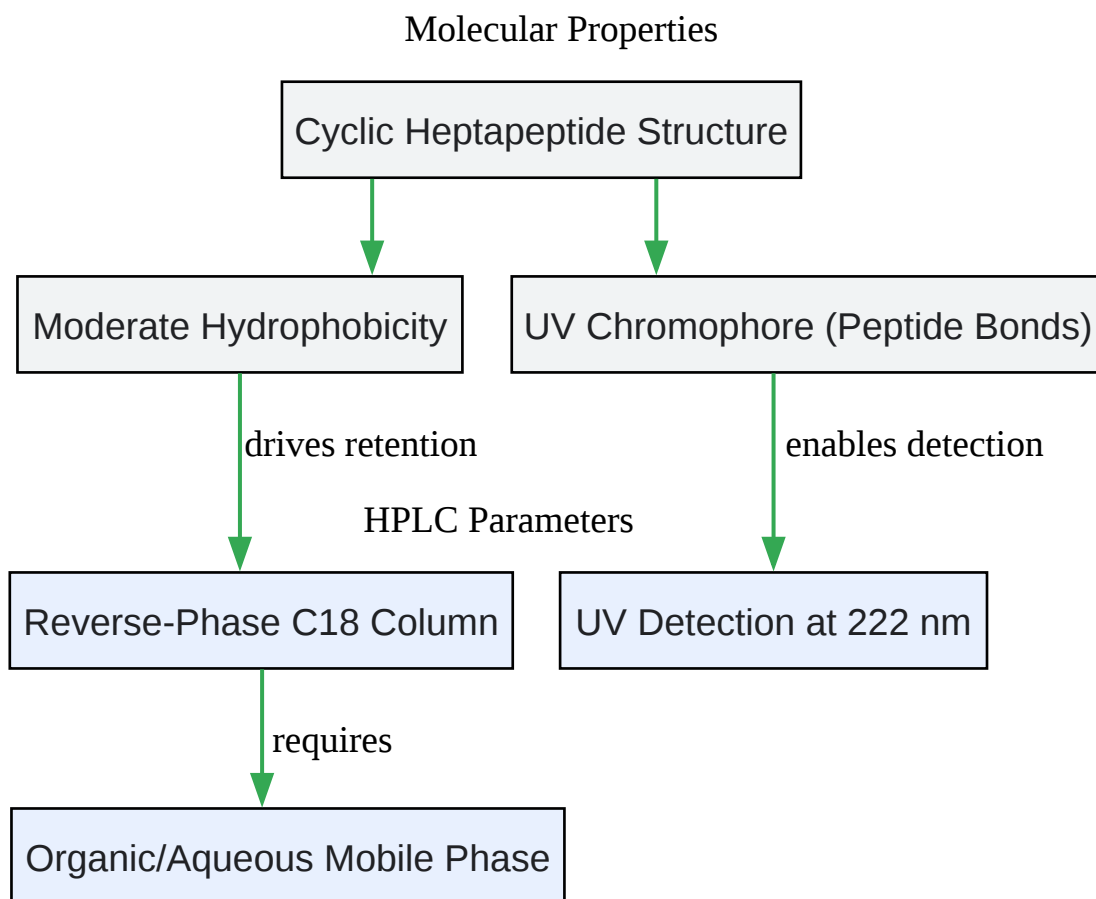 Molecular Properties
Cyclic Heptapeptide Structure
Moderate Hydrophobicity
UV Chromophore (Peptide Bonds)
drives retention
enables detection
HPLC Parameters
Reverse-Phase C18 Column
UV Detection at 222 nm
requires
Organic/Aqueous Mobile Phase